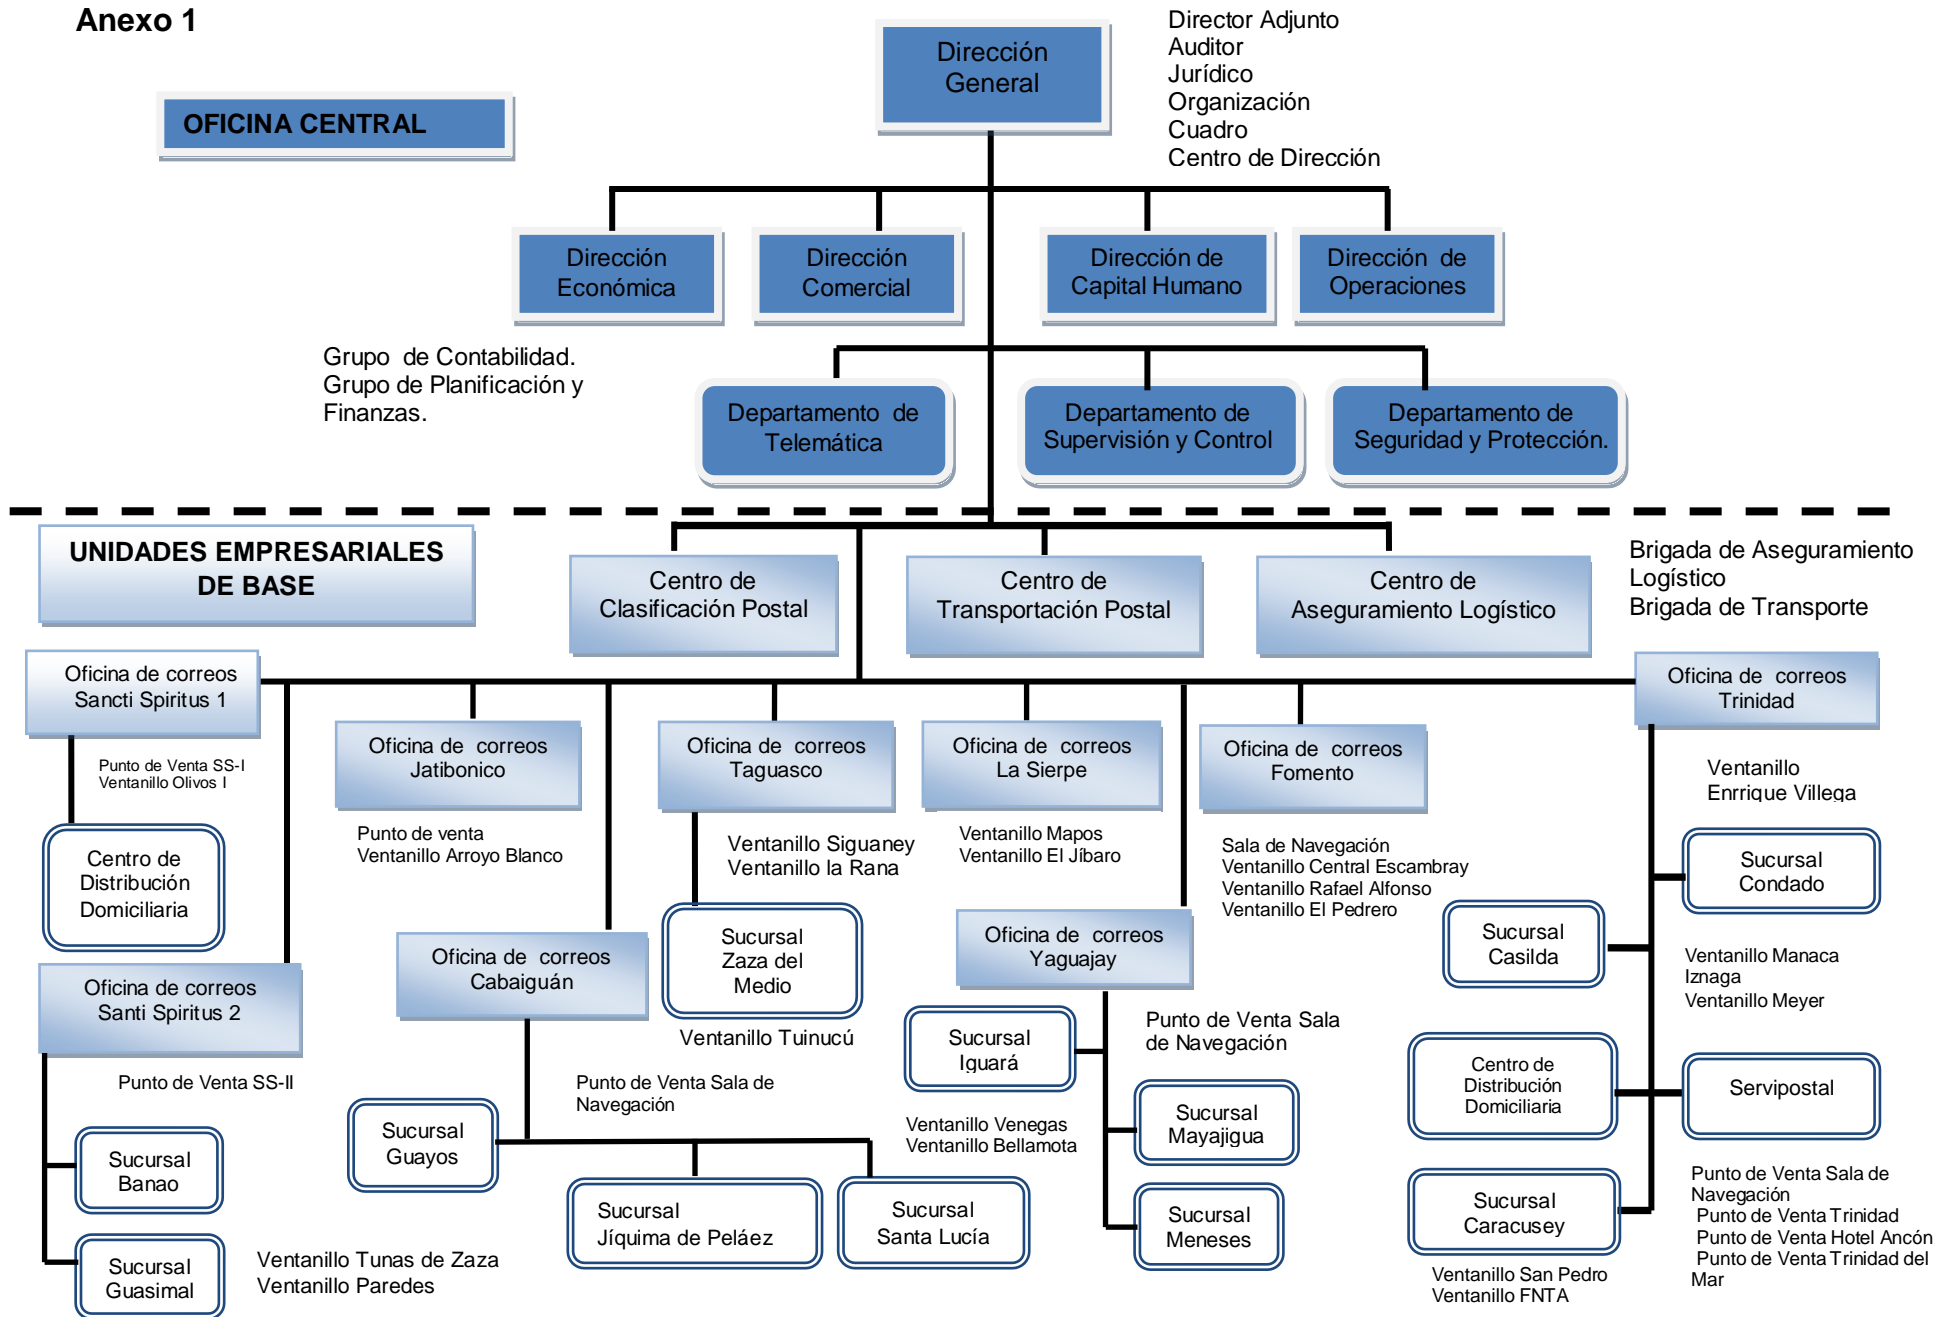 Anexo 1
Dirección
General
Director Adjunto
Auditor
Jurídico
Organización
Cuadro
Centro de Dirección
OFICINA CENTRAL
Dirección
Económica
Dirección
Comercial
Dirección de
Capital Humano
Dirección de
Operaciones
Grupo de Contabilidad.
Grupo de Planificación y
Finanzas.
Departamento de
Telemática
Departamento de
Supervisión y Control
Departamento de
Seguridad y Protección.
UNIDADES EMPRESARIALES
DE BASE
Centro de
Clasificación Postal
Centro de
Transportación Postal
Centro de
Aseguramiento Logístico
Brigada de Aseguramiento
Logístico
Brigada de Transporte
Oficina de correos
Sancti Spiritus 1
Oficina de correos
Trinidad
Punto de Venta SS-I
Ventanillo Olivos I
Oficina de correos
Jatibonico
Oficina de correos
Taguasco
Oficina de correos
La Sierpe
Oficina de correos
Fomento
Ventanillo
Enrrique Villega
Centro de
Distribución
Domiciliaria
Punto de venta
Ventanillo Arroyo Blanco
Ventanillo Siguaney
Ventanillo la Rana
Ventanillo Mapos
Ventanillo El Jíbaro
Sala de Navegación
Ventanillo Central Escambray
Ventanillo Rafael Alfonso
Ventanillo El Pedrero
Sucursal
Condado
Sucursal
Casilda
Oficina de correos
Santi Spiritus 2
Oficina de correos
Cabaiguán
Sucursal
Zaza del
Medio
Oficina de correos
Yaguajay
Ventanillo Manaca
Iznaga
Ventanillo Meyer
Ventanillo Tuinucú
Sucursal
Iguará
Punto de Venta Sala
de Navegación
Punto de Venta SS-II
Punto de Venta Sala de
Navegación
Centro de
Distribución
Domiciliaria
Servipostal
Sucursal
Guayos
Ventanillo Venegas
Ventanillo Bellamota
Sucursal
Mayajigua
Sucursal
Banao
Sucursal
Jíquima de Peláez
Sucursal
Santa Lucía
Sucursal
Meneses
Sucursal
Caracusey
Punto de Venta Sala de
Navegación
Punto de Venta Trinidad
Punto de Venta Hotel Ancón
Punto de Venta Trinidad del
Mar
Sucursal
Guasimal
Ventanillo Tunas de Zaza
Ventanillo Paredes
Ventanillo San Pedro
Ventanillo FNTA